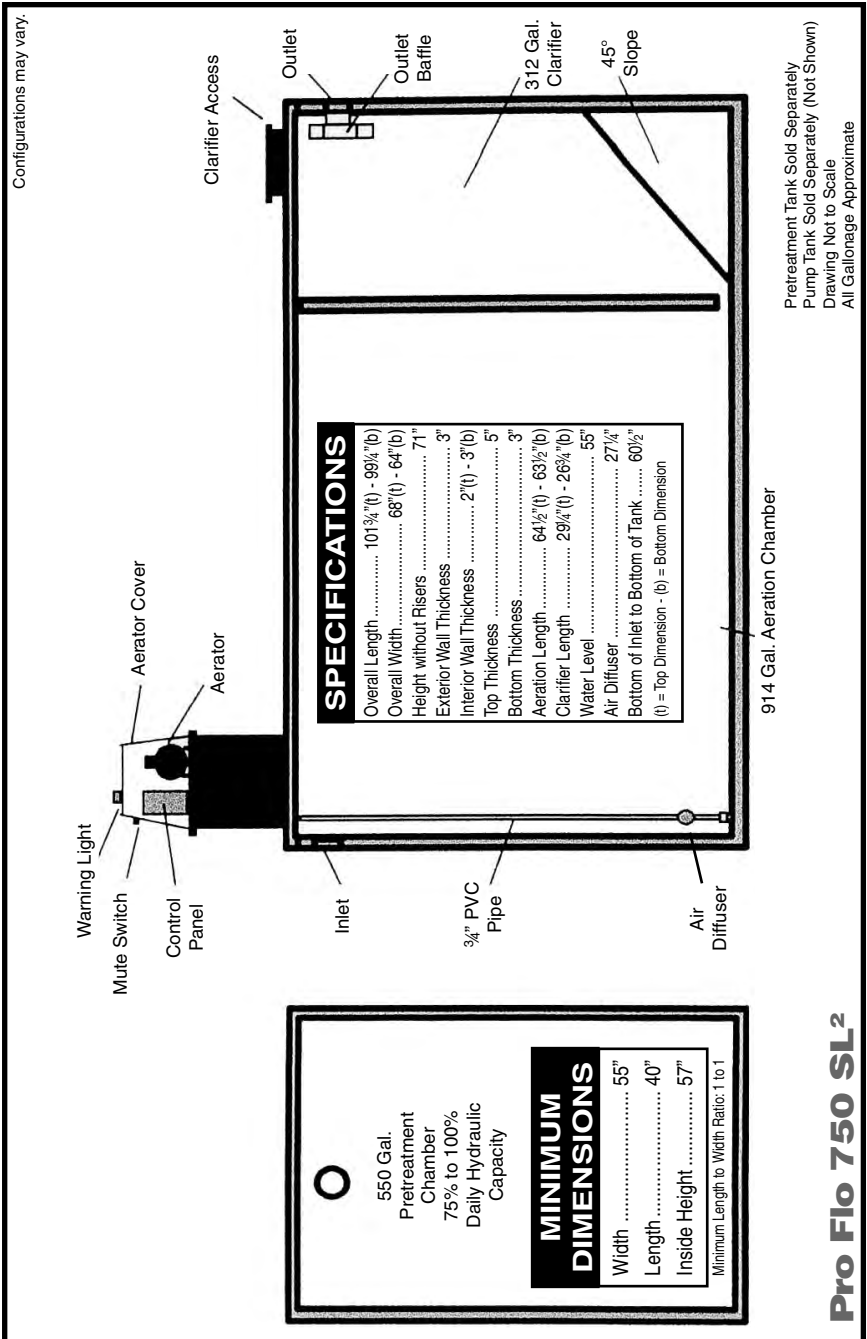 Configurations may vary.
Warning Light
Mute Switch
Control
Panel
Aerator Cover
Aerator
Clarifier Access
Outlet
Outlet
Baffle
312 Gal.
Clarifier
45°
Slope
Inlet
¾" PVC
Pipe
Air
Diffuser
550 Gal.
Pretreatment
Chamber
75% to 100%
Daily Hydraulic
Capacity
MINIMUM
DIMENSIONS
Width .................... 55"
Length .................... 40"
Inside Height ............ 57"
Minimum Length to Width Ratio: 1 to 1
SPECIFICATIONS
Overall Length ............. 101¾"(t) - 99¼"(b)
Overall Width .................. 68"(t) - 64"(b)
Height without Risers ...................... 71"
Exterior Wall Thickness .................... 3"
Interior Wall Thickness .......... 2"(t) - 3"(b)
Top Thickness ............................... 5"
Bottom Thickness ........................... 3"
Aeration Length .......... 64½"(t) - 63½"(b)
Clarifier Length ........... 29¼"(t) - 26¾"(b)
Water Level ................................ 55"
Air Diffuser ............................. 27¼"
Bottom of Inlet to Bottom of Tank ....... 60½"
(t) = Top Dimension - (b) = Bottom Dimension
914 Gal. Aeration Chamber
Pretreatment Tank Sold Separately
Pump Tank Sold Separately (Not Shown)
Drawing Not to Scale
All Gallonage Approximate
Pro Flo 750 SL²